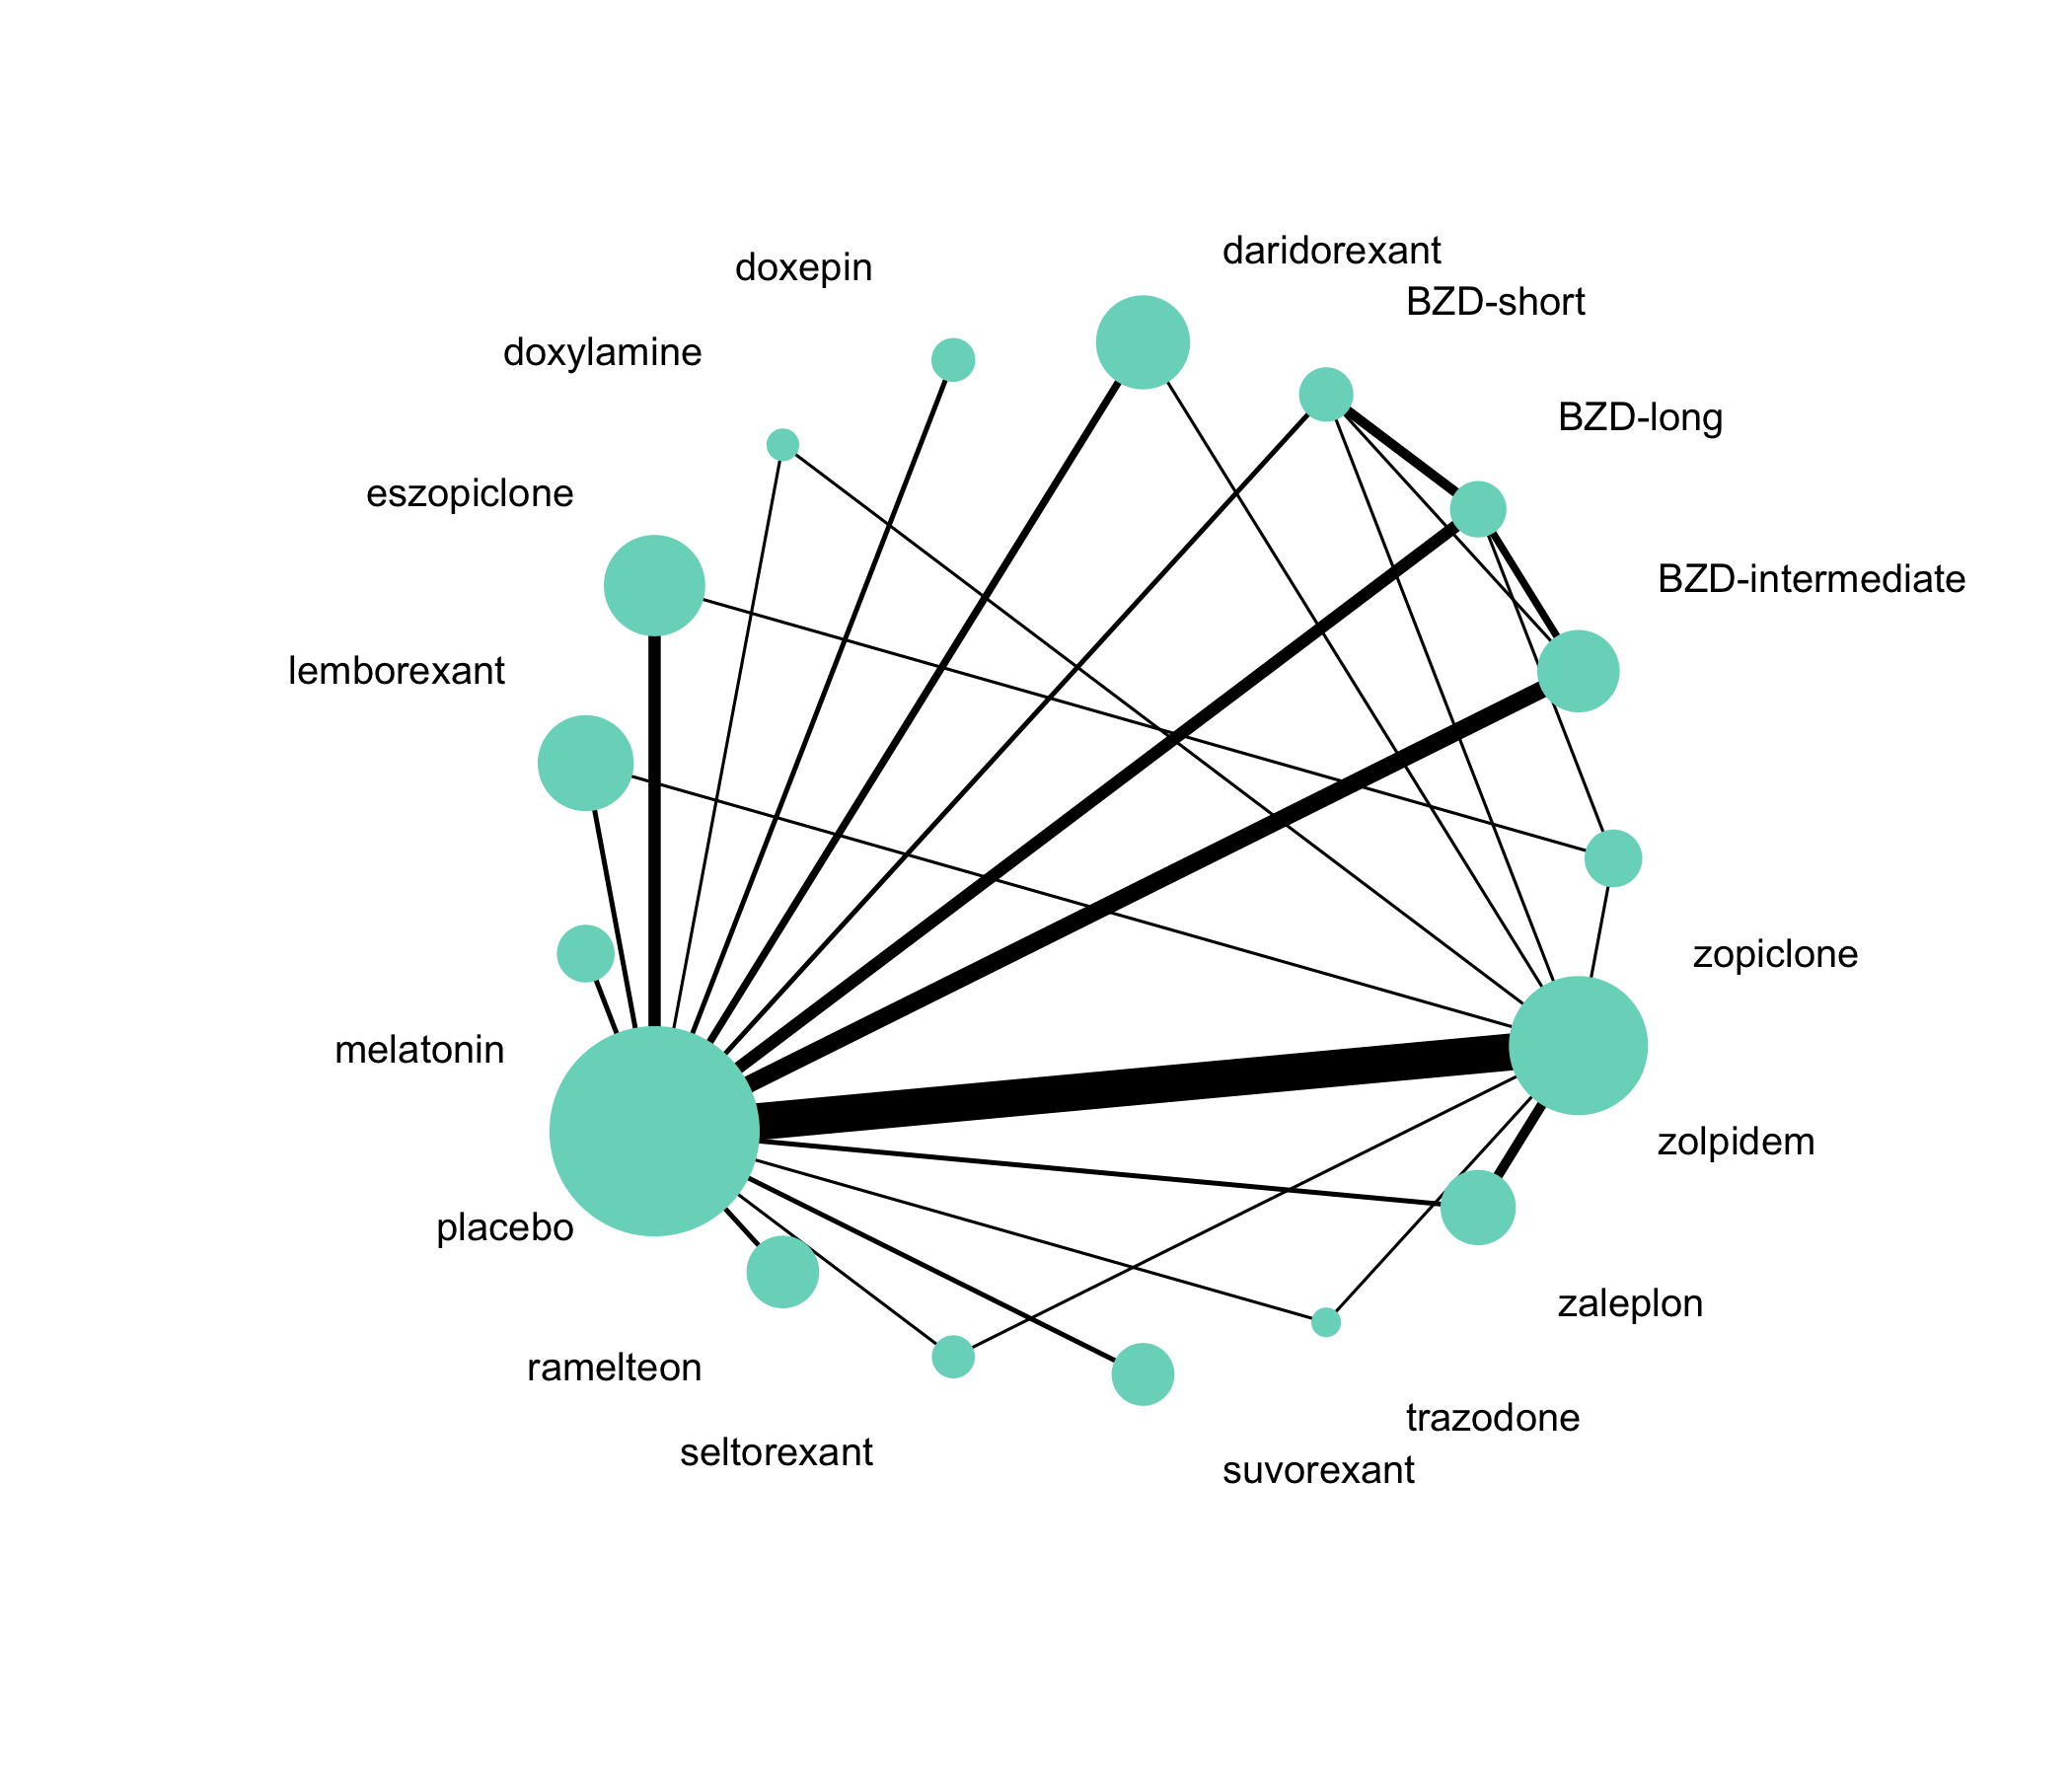 daridorexant
doxepin
BZD-short
doxylamine
BZD-long
eszopiclone
BZD-intermediate
lemborexant
zopiclone
melatonin
zolpidem
placebo
zaleplon
ramelteon
trazodone
seltorexant
suvorexant